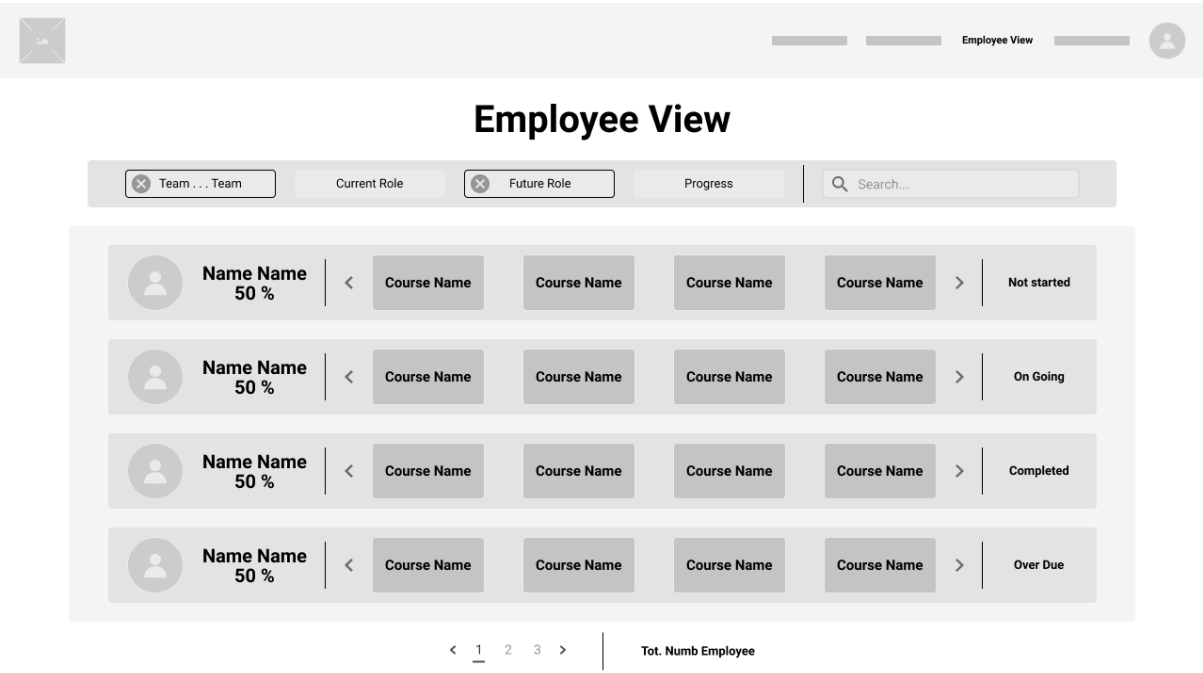 Employee View
Employee View
Team . . . Team
Current Role
Future Role
Progress
Search...
Name Name
50 %
Course Name
Course Name
Course Name
Course Name
Not started
Name Name
50 %
Course Name
Course Name
Course Name
Course Name
On Going
Name Name
50 %
Course Name
Course Name
Course Name
Course Name
Completed
Name Name
50 %
Course Name
Course Name
Course Name
Course Name
Over Due
1 2 3
Tot. Numb Employee